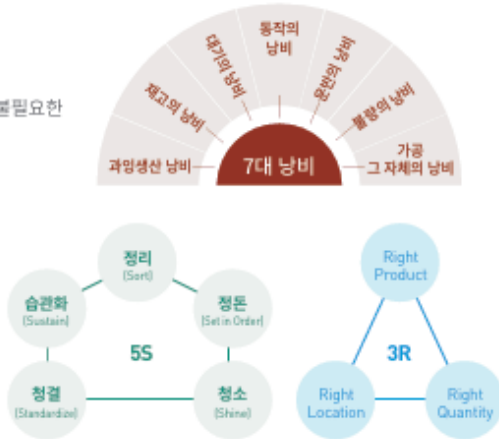 불필요한
과잉생산 낭비
재고의 낭비
대기의 낭비
동작의
낭비
운반의 낭비
불량의 낭비
가공
그 자체의 낭비
7대 낭비
정리
(Sort)
습관화
(Sustain)
정돈
(Set in Order)
5S
청결
(Standardize)
청소
(Shine)
Right
Product
3R
Right
Location
Right
Quantity